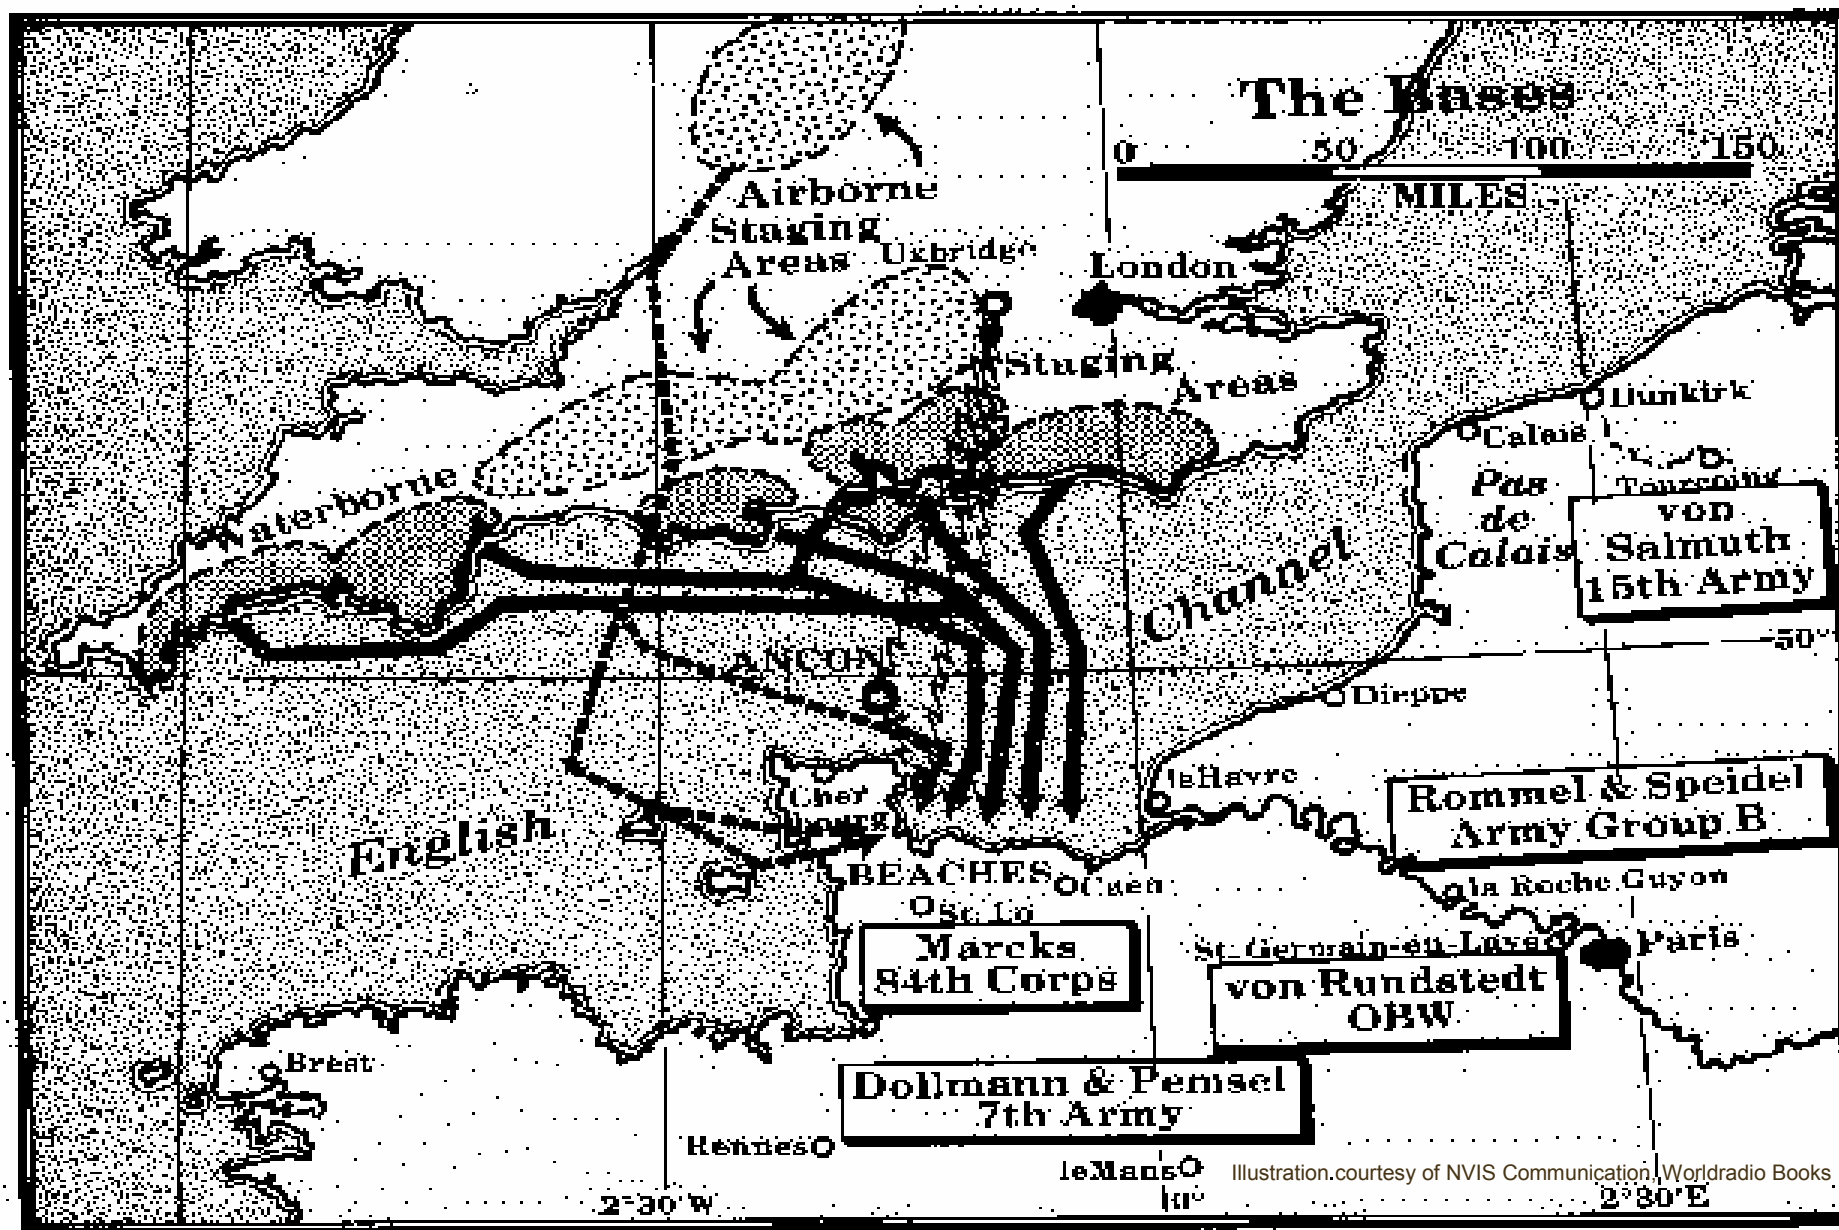 The Bases
0 50 100 150
MILES
Airborne
Staging
Areas
Uxbridge
London
Staging
Areas
Dunkirk
Calais
Tourcoing
Pas
de
Calais
von
Salmuth
15th Army
Waterborne
Channel
50°
ANCON
Dieppe
leHavre
Cher
bourg
Rommel & Speidel
Army Group B
English
BEACHES
Caen
la Roche Guyon
St. Lo
Marcks
84th Corps
St. Germain-en-Laye
Paris
von Rundstedt
OBW
Brest
Dollmann & Pemsel
7th Army
Rennes
leMans
Illustration courtesy of NVIS Communication, Worldradio Books
2°30'W
0°
2°30'E